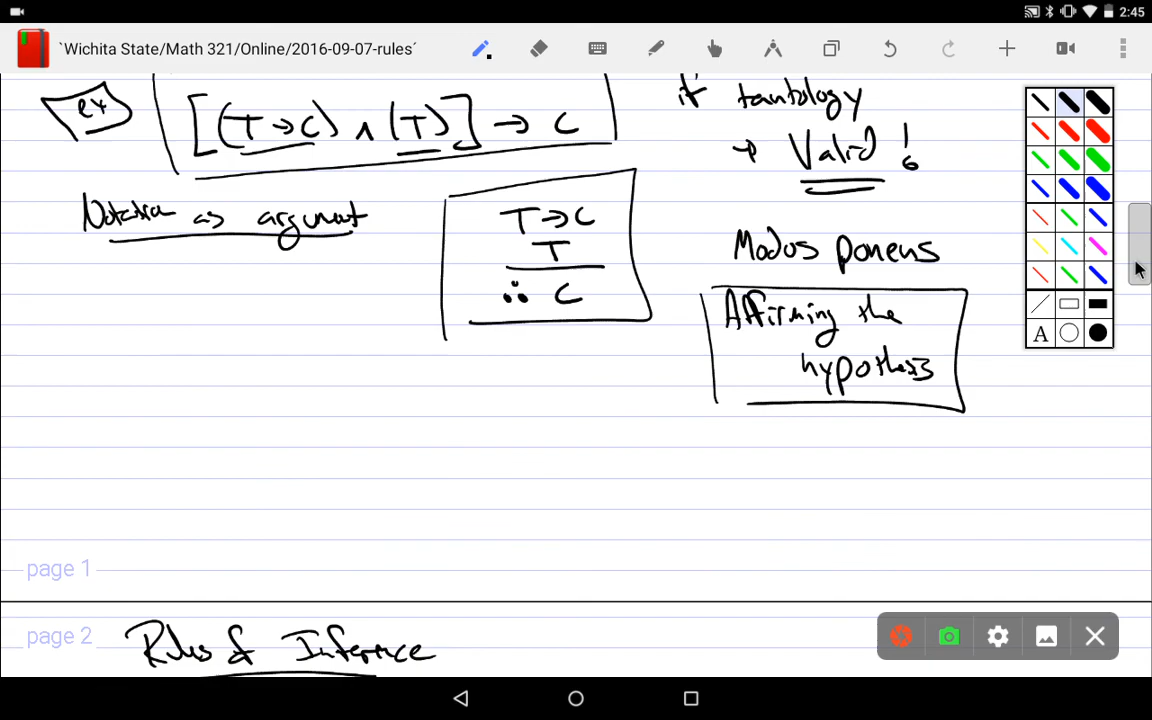 2:45
`Wichita State/Math 321/Online/2016-09-07-rules´
ex
[(T→C) ∧ (T)] → C
if tautology
→ Valid !
Notation as argument
T→C
T
∴ C
Modus ponens
Affirming the
hypothesis
A
page 1
page 2
Rules of Inference